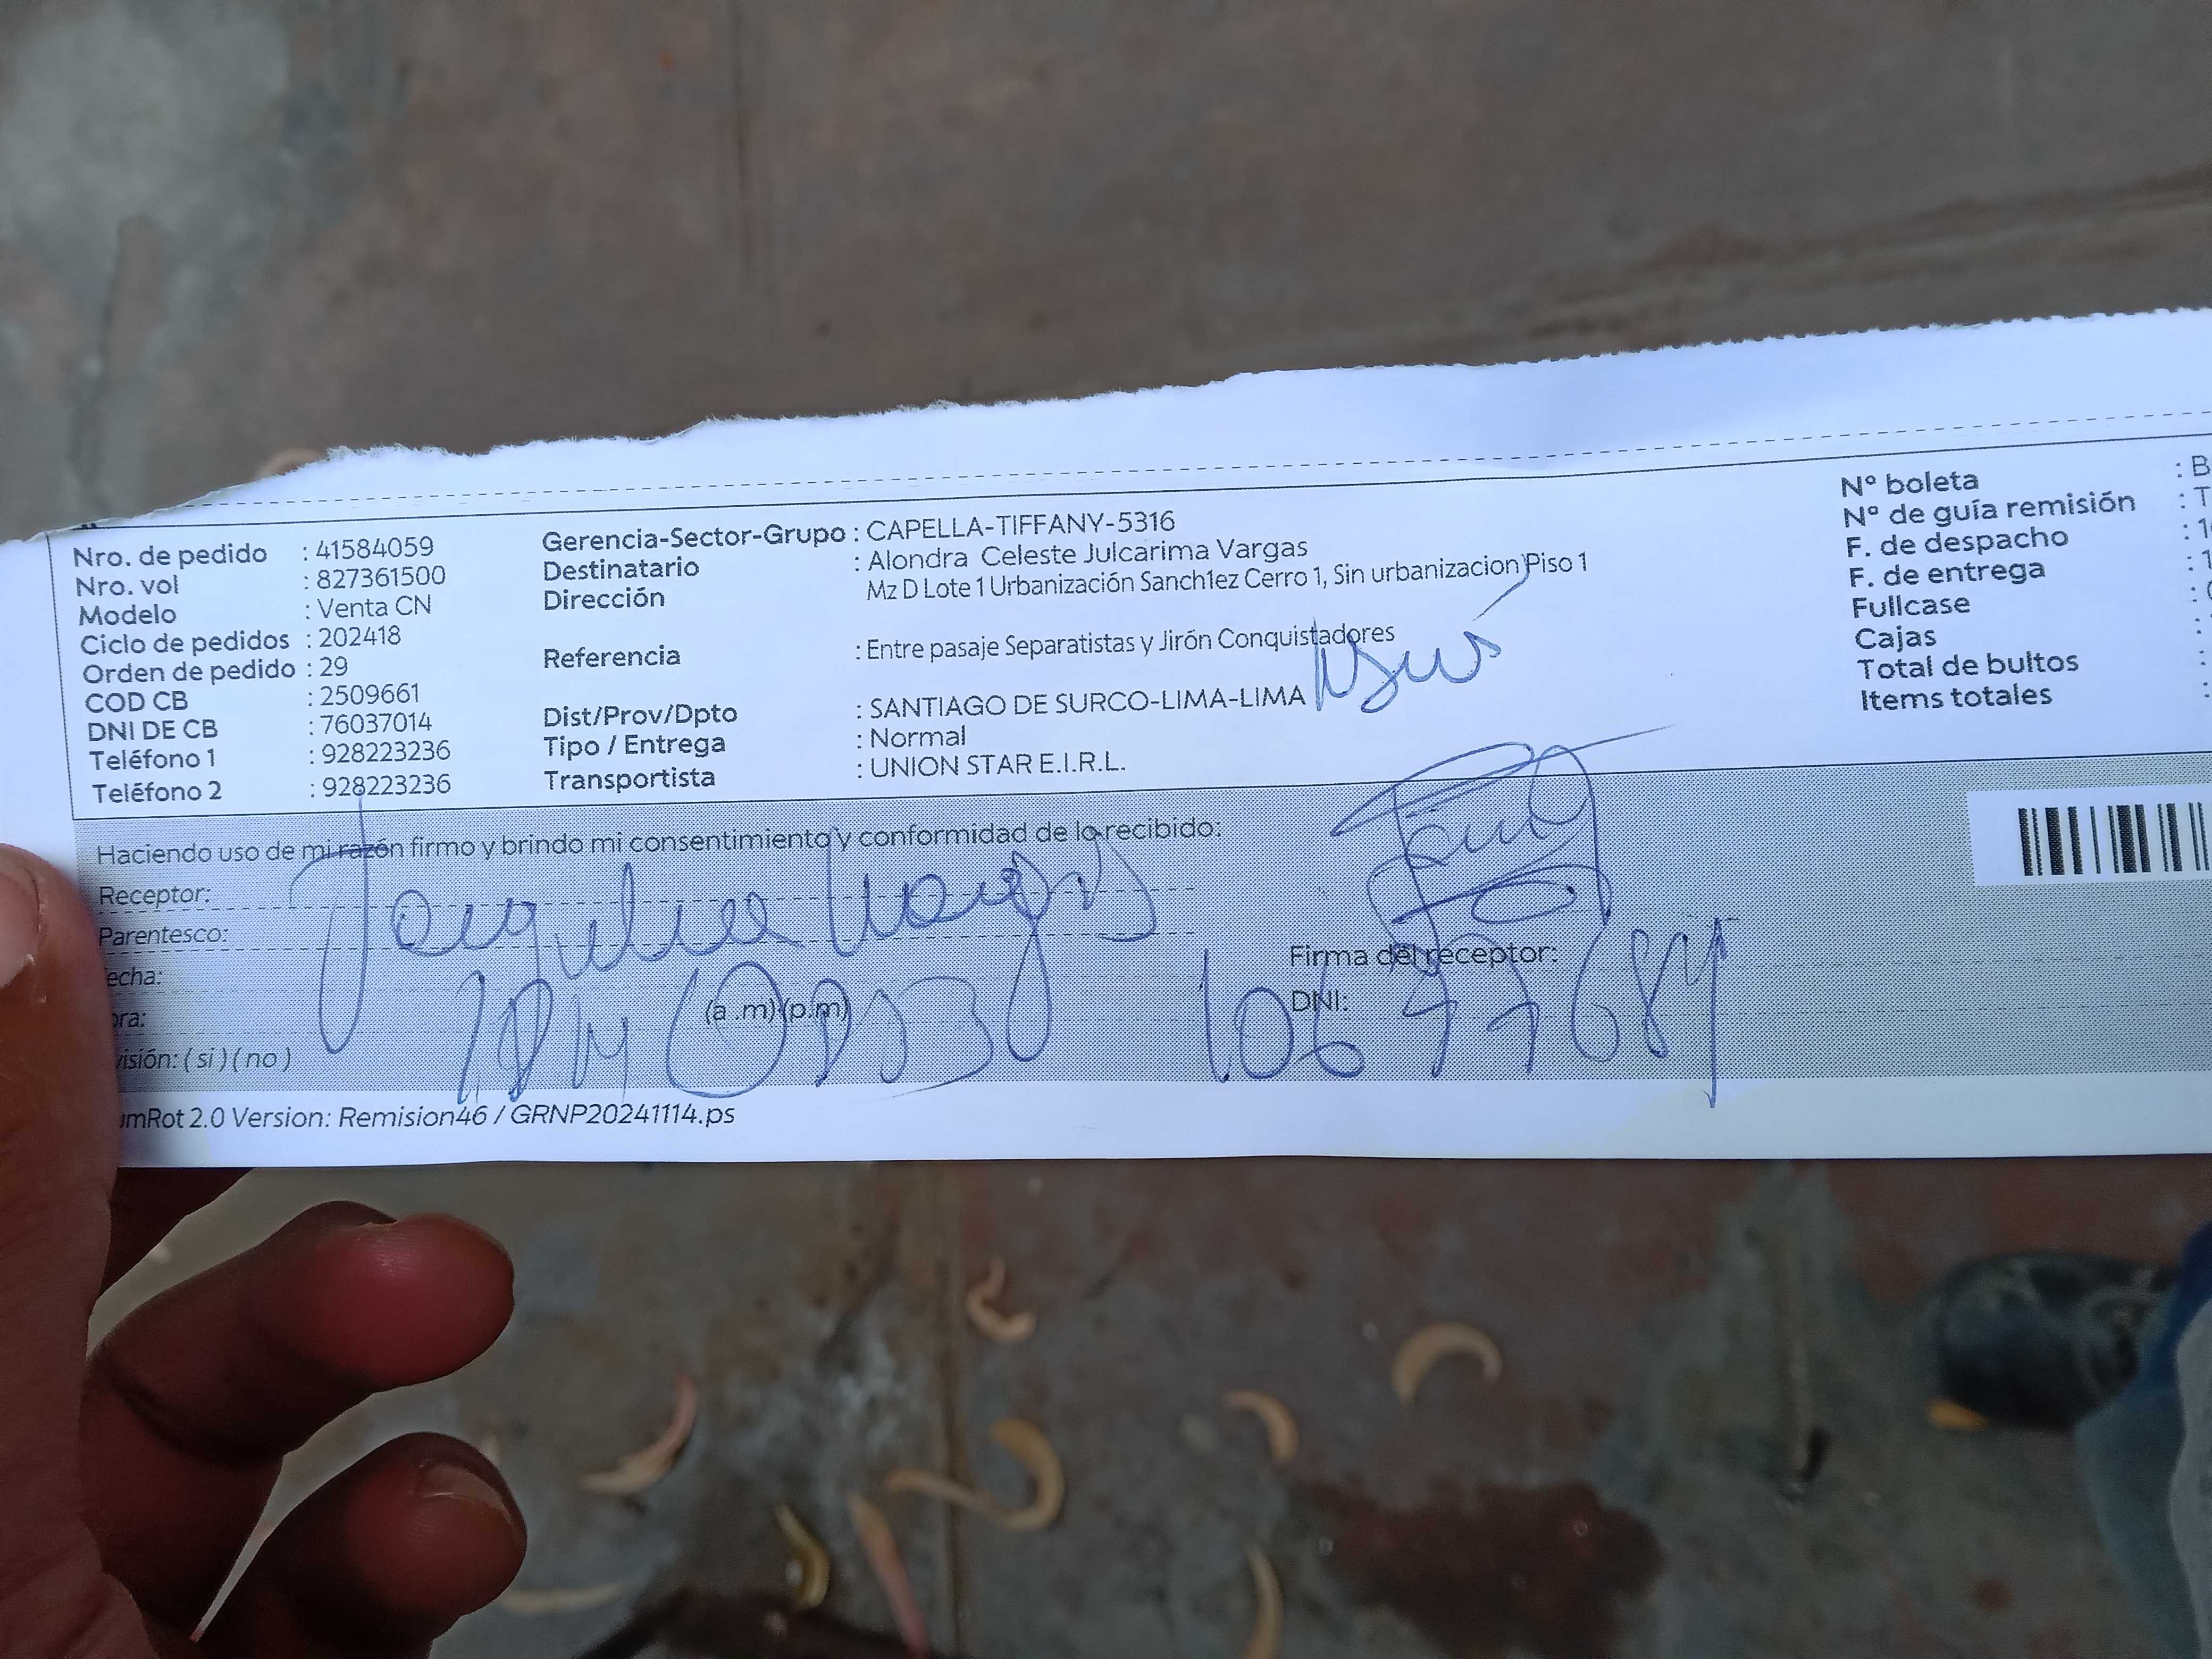 Nro. de pedido : 41584059
Nro. vol : 827361500
Modelo : Venta CN
Ciclo de pedidos : 202418
Orden de pedido : 29
COD CB : 2509661
DNI DE CB : 76037014
Teléfono 1 : 928223236
Teléfono 2 : 928223236
Gerencia-Sector-Grupo : CAPELLA-TIFFANY-5316
Destinatario : Alondra Celeste Julcarima Vargas
Dirección Mz D Lote 1 Urbanización Sanch1ez Cerro 1, Sin urbanizacion Piso 1
Referencia : Entre pasaje Separatistas y Jirón Conquistadores
Dist/Prov/Dpto : SANTIAGO DE SURCO-LIMA-LIMA
Tipo / Entrega : Normal
Transportista : UNION STAR E.I.R.L.
Nº boleta : B
Nº de guía remisión : T
F. de despacho : 1
F. de entrega : 1
Fullcase :
Cajas :
Total de bultos :
Items totales :
Haciendo uso de mi razón firmo y brindo mi consentimiento y conformidad de lo recibido:
Receptor:
Parentesco:
echa:
ora: (a .m) (p.m)
visión: ( si ) ( no )
Firma del receptor:
DNI:
umRot 2.0 Version: Remision46 / GRNP20241114.ps